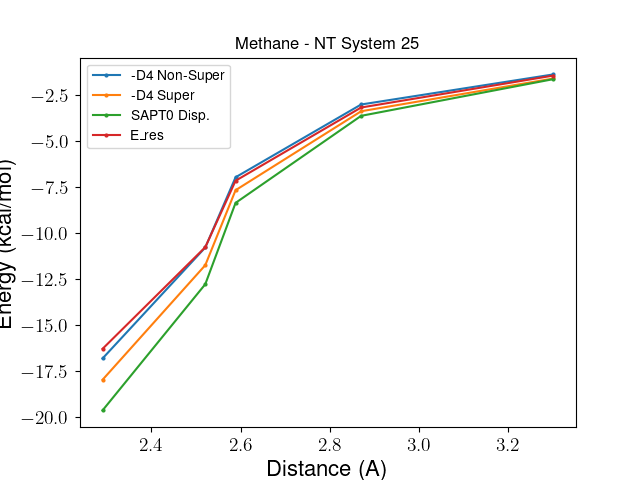 Methane - NT System 25
-D4 Non-Super
-D4 Super
SAPT0 Disp.
E_res
−2.5
−5.0
−7.5
−10.0
−12.5
−15.0
−17.5
−20.0
Energy (kcal/mol)
2.4 2.6 2.8 3.0 3.2
Distance (A)